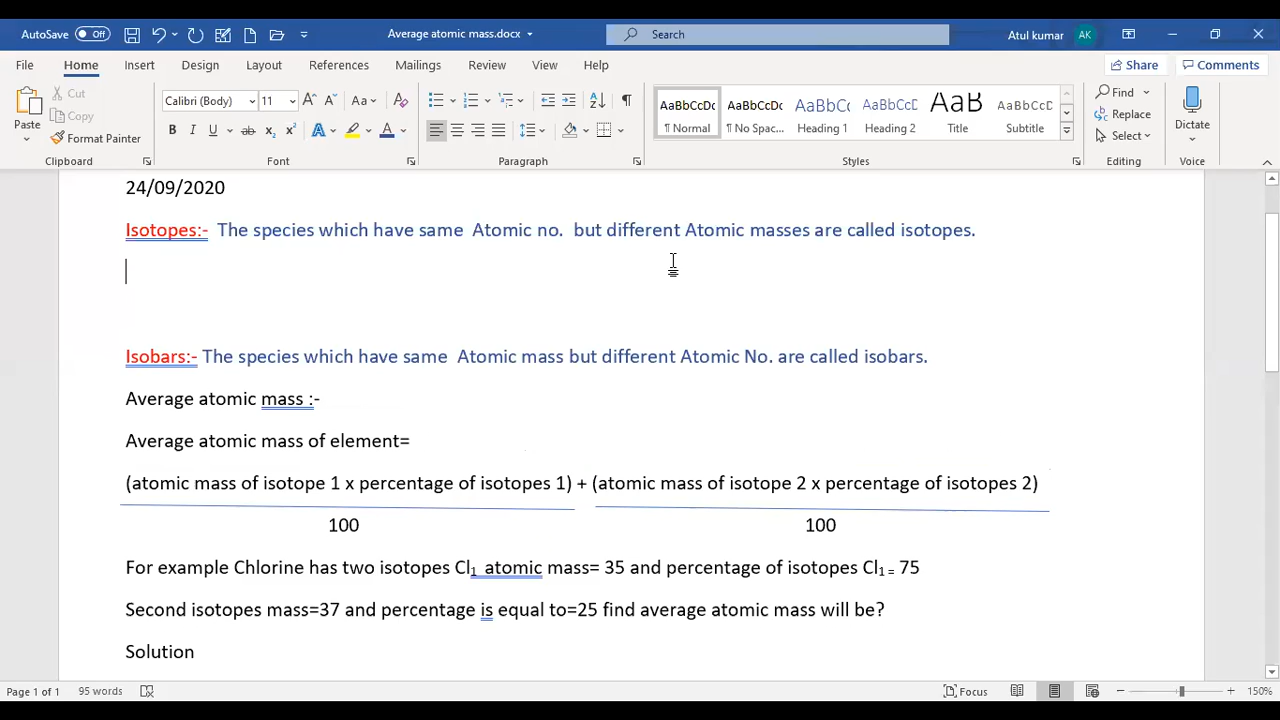 AutoSave Off Average atomic mass.docx Search Atul kumar AK
File Home Insert Design Layout References Mailings Review View Help Share Comments
Paste Cut Copy Format Painter
Calibri (Body) 11 A A Aa A
B I U ab x₂ x² A A
AaBbCcDc AaBbCcDc AaBbCc AaBbCcD AaB AaBbCcD
¶ Normal ¶ No Spac... Heading 1 Heading 2 Title Subtitle
Find Replace Select Dictate
Clipboard Font Paragraph Styles Editing Voice
24/09/2020
Isotopes:- The species which have same Atomic no. but different Atomic masses are called isotopes.
Isobars:- The species which have same Atomic mass but different Atomic No. are called isobars.
Average atomic mass :-
Average atomic mass of element=
(atomic mass of isotope 1 x percentage of isotopes 1) + (atomic mass of isotope 2 x percentage of isotopes 2)
100 100
For example Chlorine has two isotopes Cl₁ atomic mass= 35 and percentage of isotopes Cl₁ = 75
Second isotopes mass=37 and percentage is equal to=25 find average atomic mass will be?
Solution
Page 1 of 1 95 words Focus 150%